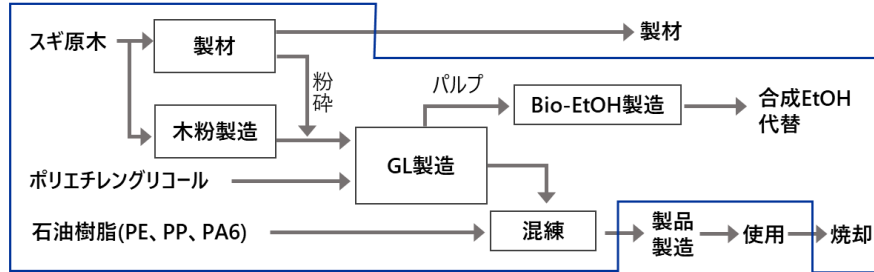 スギ原木
製材
製材
粉
砕
パルプ
Bio-EtOH製造
合成EtOH
代替
木粉製造
GL製造
ポリエチレングリコール
石油樹脂(PE、PP、PA6)
混練
製品
製造
使用
焼却